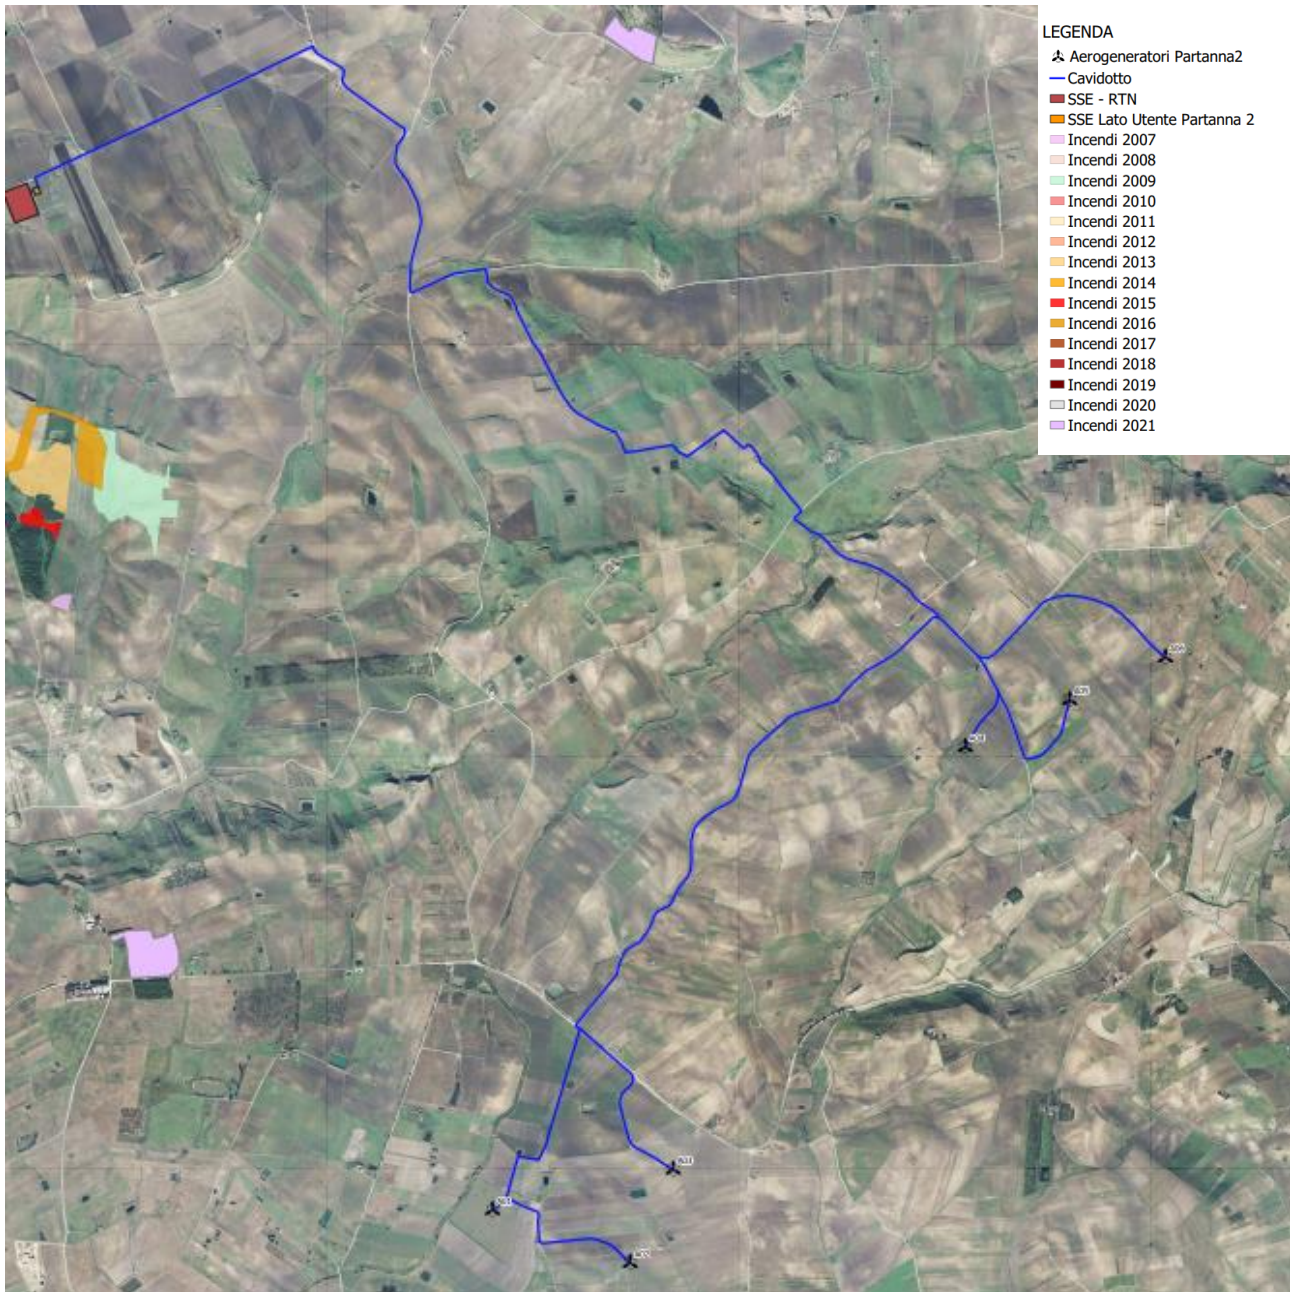 LEGENDA
Aerogeneratori Partanna2
Cavidotto
SSE - RTN
SSE Lato Utente Partanna 2
Incendi 2007
Incendi 2008
Incendi 2009
Incendi 2010
Incendi 2011
Incendi 2012
Incendi 2013
Incendi 2014
Incendi 2015
Incendi 2016
Incendi 2017
Incendi 2018
Incendi 2019
Incendi 2020
Incendi 2021